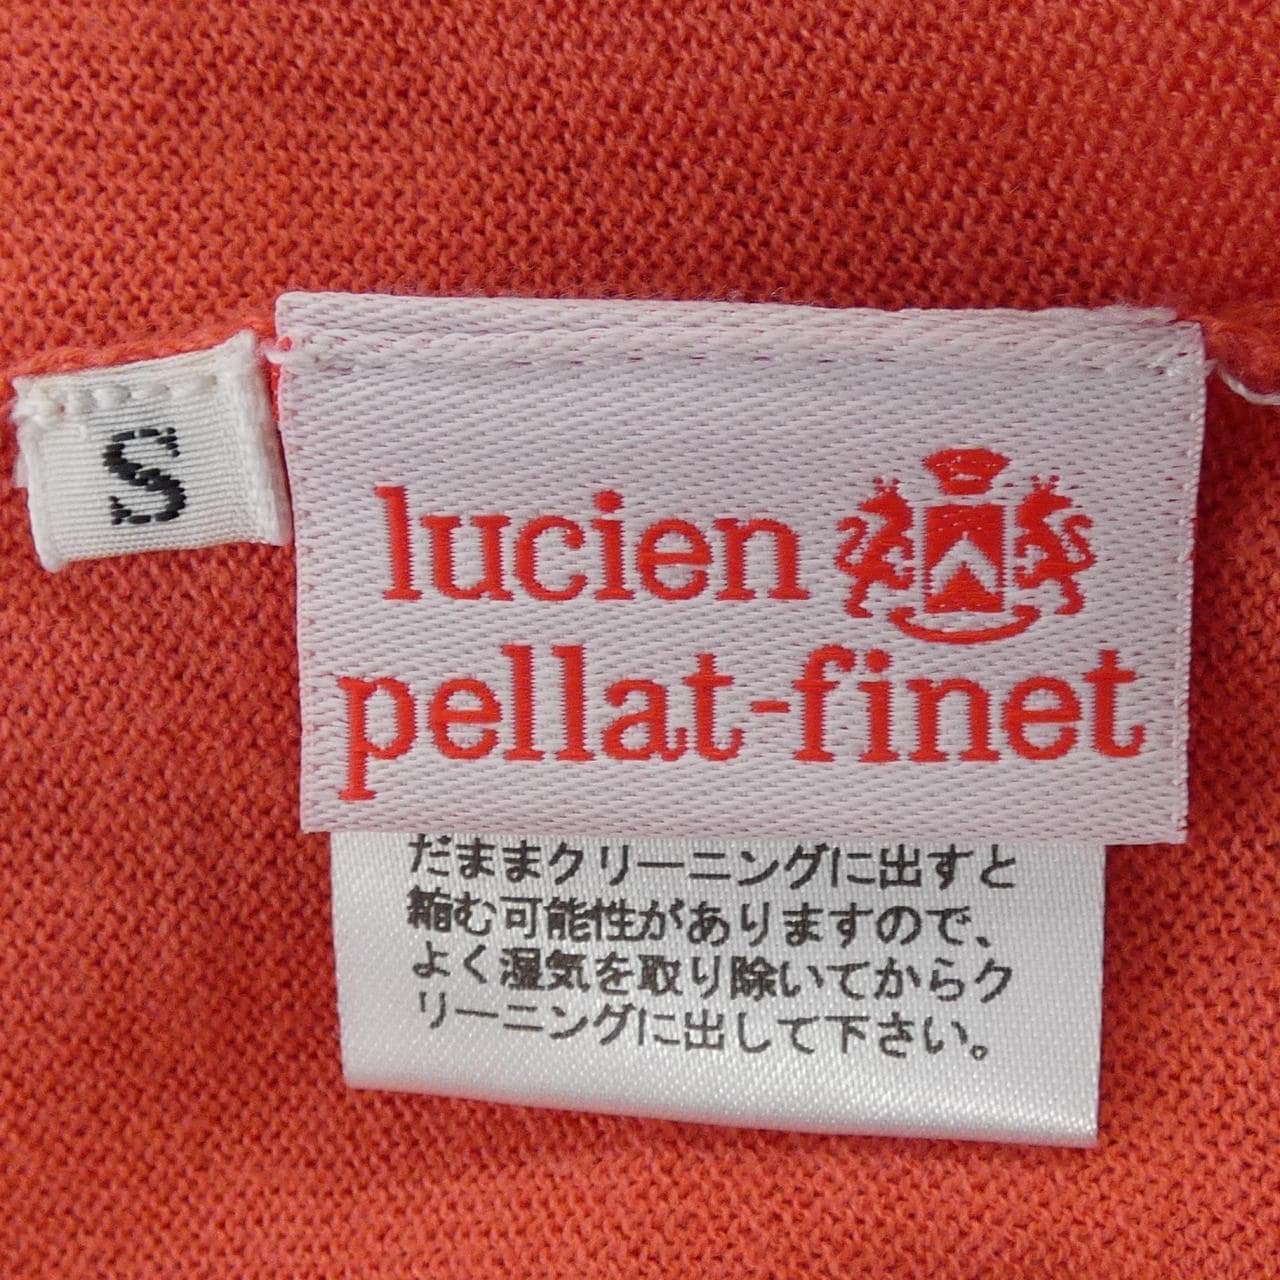 S
lucien
pellat-finet
だままクリーニングに出すと
縮む可能性がありますので、
よく湿気を取り除いてからク
リーニングに出して下さい。